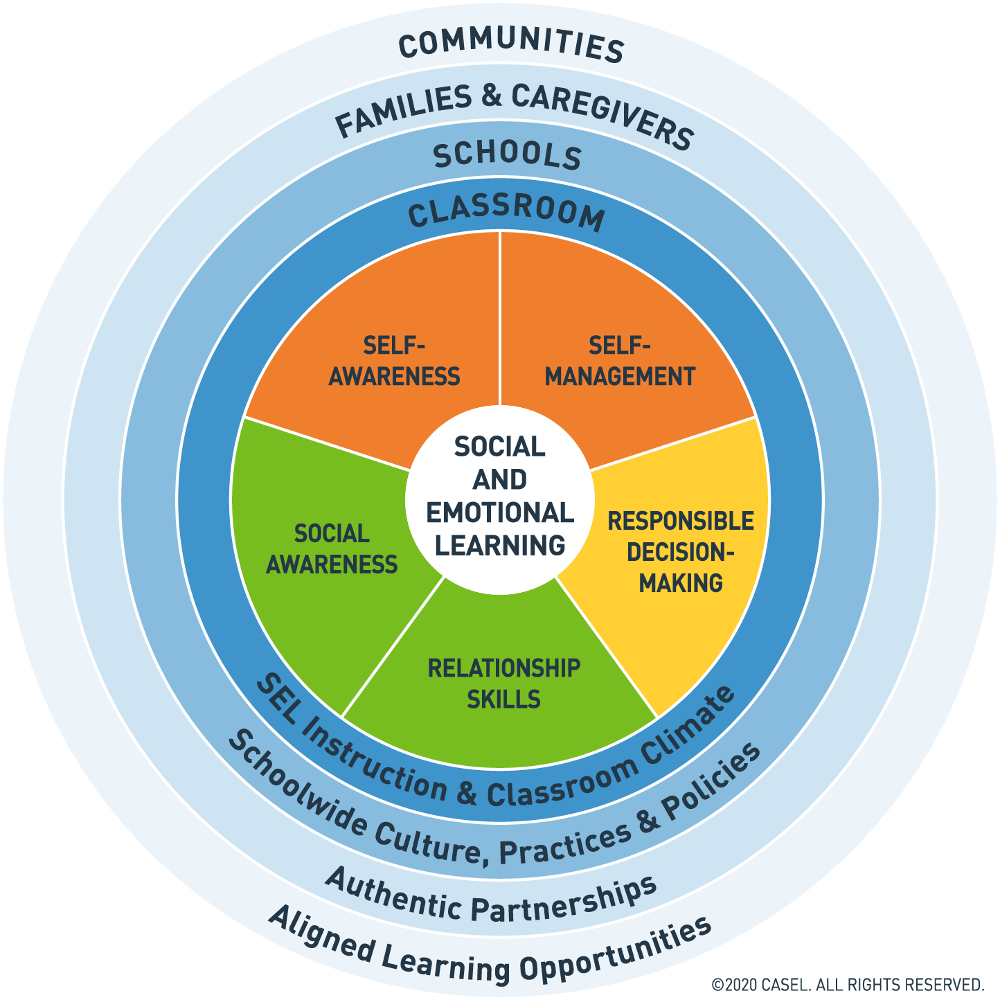 COMMUNITIES
FAMILIES & CAREGIVERS
SCHOOLS
CLASSROOM
SELF-
AWARENESS
SELF-
MANAGEMENT
SOCIAL
AND
EMOTIONAL
LEARNING
SOCIAL
AWARENESS
RESPONSIBLE
DECISION-
MAKING
RELATIONSHIP
SKILLS
SEL Instruction & Classroom Climate
Schoolwide Culture, Practices & Policies
Authentic Partnerships
Aligned Learning Opportunities
©2020 CASEL. ALL RIGHTS RESERVED.